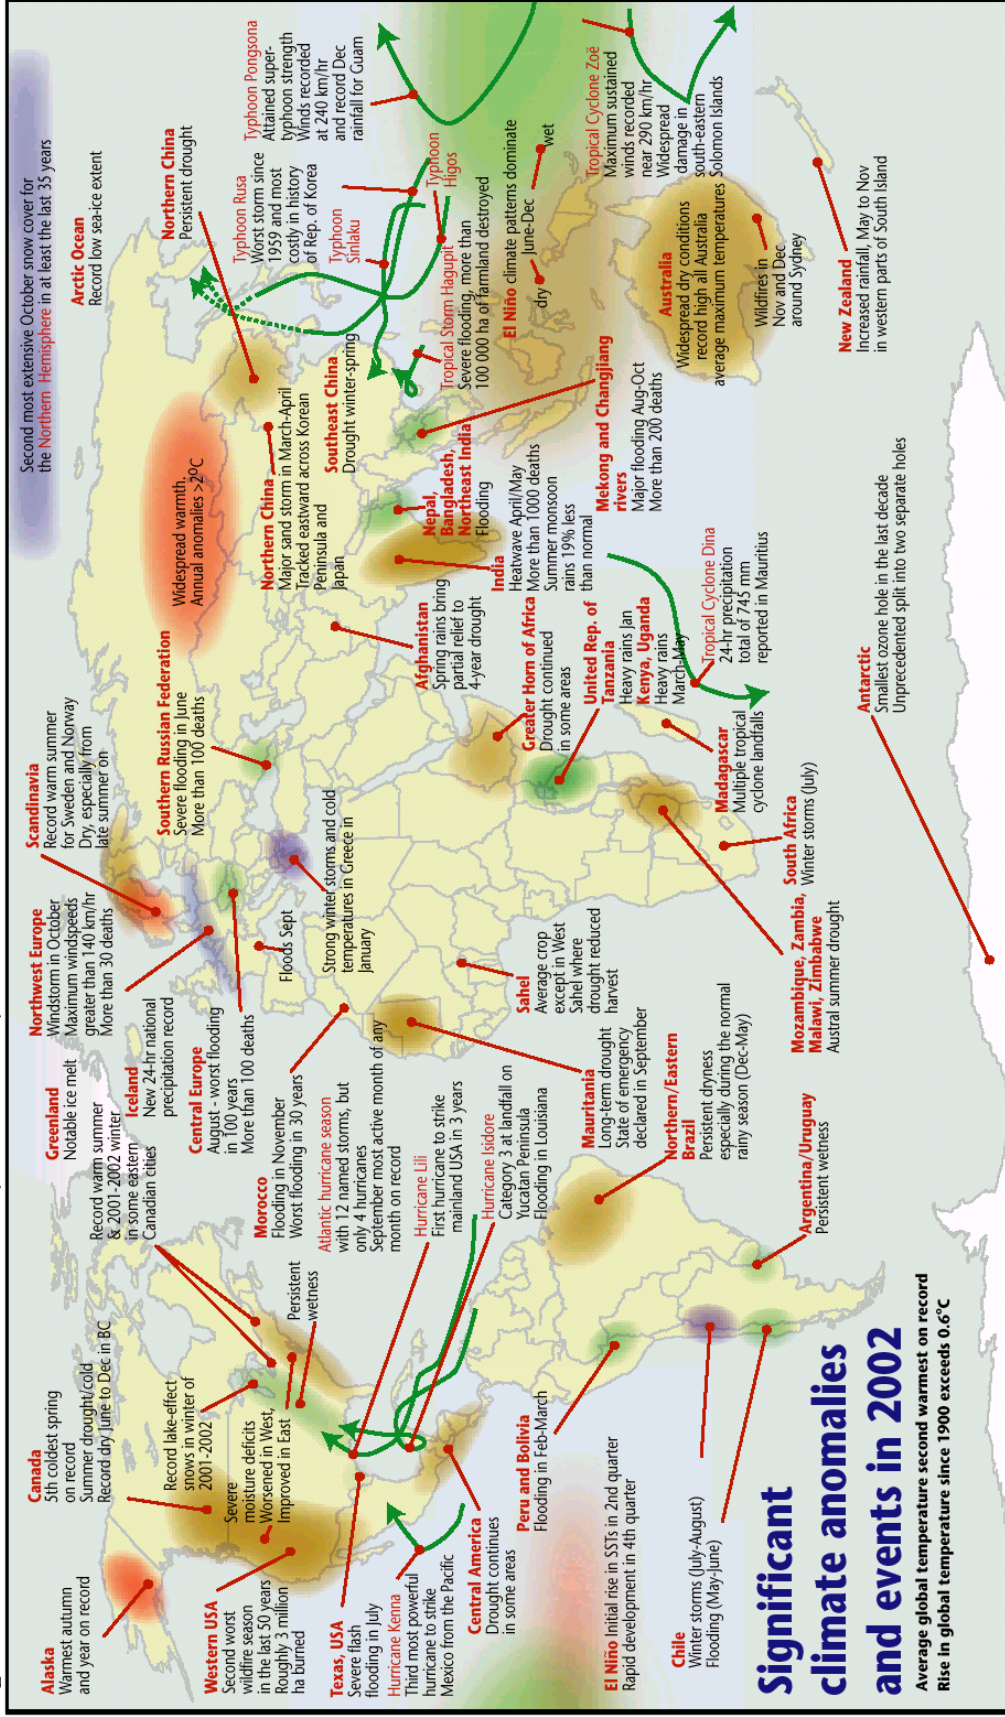 Second most extensive October snow cover for
the Northern Hemisphere in at least the last 35 years
Alaska
Warmest autumn
and year on record
Canada
5th coldest spring
on record
Summer drought/cold
Record dry June to Dec in BC
Record warm summer
& 2001-2002 winter
in some eastern
Canadian cities
Greenland
Notable ice melt
Iceland
New 24-hr national
precipitation record
Northwest Europe
Windstorm in October
Maximum windspeeds
greater than 140 km/hr
More than 30 deaths
Scandinavia
Record warm summer
for Sweden and Norway
Dry, especially from
late summer on
Southern Russian Federation
Severe flooding in June
More than 100 deaths
Widespread warmth.
Annual anomalies >2ºC
Arctic Ocean
Record low sea-ice extent
Northern China
Persistent drought
Record lake-effect
snows in winter of
2001-2002
Severe
moisture deficits
Worsened in West,
Improved in East
Persistent
wetness
Western USA
Second worst
wildfire season
in the last 50 years
Roughly 3 million
ha burned
Central Europe
August - worst flooding
in 100 years
More than 100 deaths
Floods Sept
Strong winter storms and cold
temperatures in Greece in
January
Northern China
Major sand storm in March-April
Tracked eastward across Korean
Peninsula and
Japan
Southeast China
Drought winter-spring
Typhoon Rusa
Worst storm since
1959 and most
costly in history
of Rep. of Korea
Typhoon Pongsona
Attained super-
typhoon strength
Winds recorded
at 240 km/hr
and record Dec
rainfall for Guam
Typhoon
Sinlaku
Typhoon
Higos
Tropical Storm Hagupit
Severe flooding, more than
100 000 ha of farmland destroyed
Texas, USA
Severe flash
flooding in July
Hurricane Kenna
Third most powerful
hurricane to strike
Mexico from the Pacific
Morocco
Flooding in November
Worst flooding in 30 years
Atlantic hurricane season
with 12 named storms, but
only 4 hurricanes
September most active month of any
month on record
Hurricane Lili
First hurricane to strike
mainland USA in 3 years
Hurricane Isidore
Category 3 at landfall on
Yucatan Peninsula
Flooding in Louisiana
Afghanistan
Spring rains bring
partial relief to
4-year drought
Nepal,
Bangladesh,
Northeast India
Flooding
India
Heatwave April/May
More than 1000 deaths
Summer monsoon
rains 19% less
than normal
El Niño climate patterns dominate
June-Dec
dry
wet
Central America
Drought continues
in some areas
Peru and Bolivia
Flooding in Feb-March
Sahel
Average crop
except in West
Sahel where
drought reduced
harvest
Mauritania
Long-term drought
State of emergency
declared in September
Greater Horn of Africa
Drought continued
in some areas
United Rep. of
Tanzania
Heavy rains Jan
Kenya, Uganda
Heavy rains
March-May
Mekong and Changjiang
rivers
Major flooding Aug-Oct
More than 200 deaths
Tropical Cyclone Zoë
Maximum sustained
winds recorded
near 290 km/hr
Widespread
damage in
south-eastern
Solomon Islands
El Niño Initial rise in SSTs in 2nd quarter
Rapid development in 4th quarter
Northern/Eastern
Brazil
Persistent dryness
especially during the normal
rainy season (Dec-May)
Tropical Cyclone Dina
24-hr precipitation
total of 745 mm
reported in Mauritius
Madagascar
Multiple tropical
cyclone landfalls
Australia
Widespread dry conditions
record high all Australia
average maximum temperatures
Wildfires in
Nov and Dec
around Sydney
Chile
Winter storms (July-August)
Flooding (May-June)
Argentina/Uruguay
Persistent wetness
Mozambique, Zambia,
Malawi, Zimbabwe
Austral summer drought
South Africa
Winter storms (July)
New Zealand
Increased rainfall, May to Nov
in western parts of South Island
Antarctic
Smallest ozone hole in the last decade
Unprecedented split into two separate holes
Significant
climate anomalies
and events in 2002
Average global temperature second warmest on record
Rise in global temperature since 1900 exceeds 0.6°C